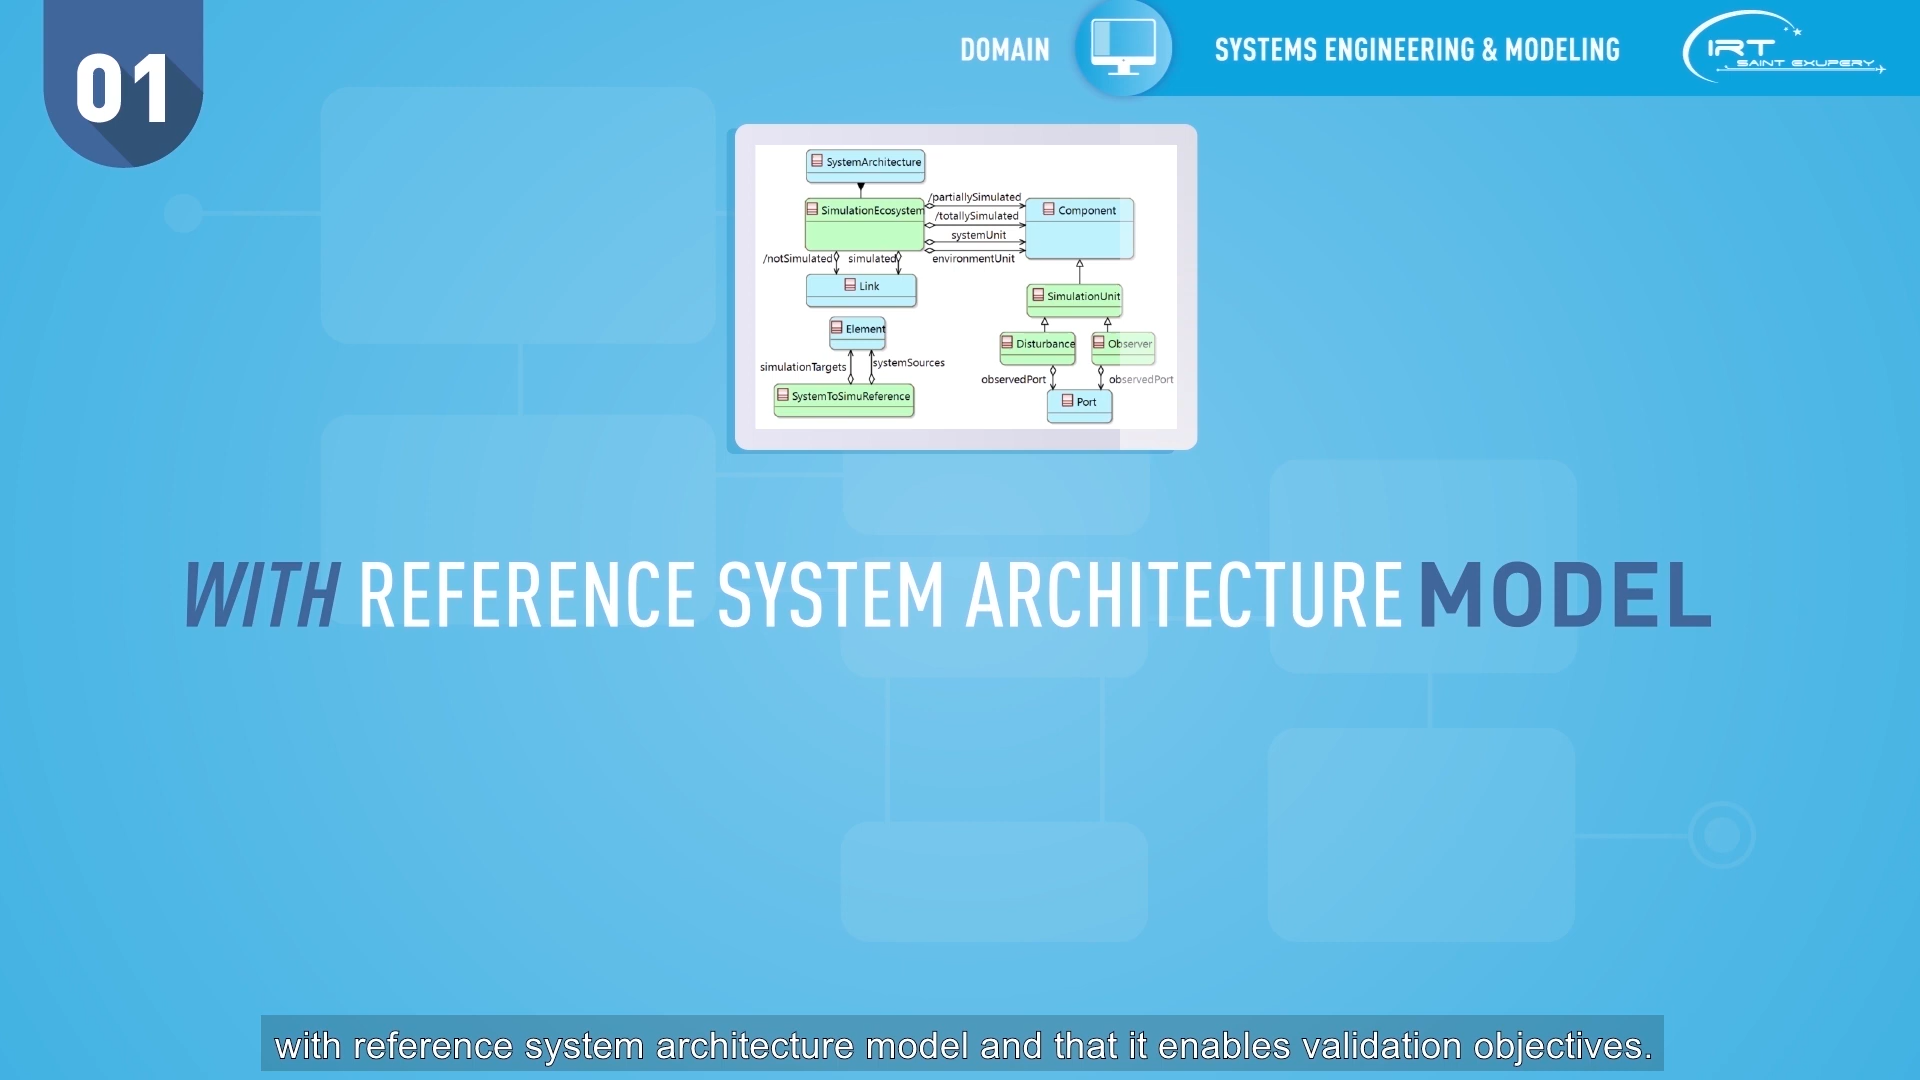 01
DOMAIN
SYSTEMS ENGINEERING & MODELING
IRT
SAINT EXUPERY
SystemArchitecture
SimulationEcosystem
/partiallySimulated
/totallySimulated
systemUnit
environmentUnit
Component
/notSimulated
simulated
Link
SimulationUnit
Element
Disturbance
Observer
simulationTargets
systemSources
observedPort
observedPort
SystemToSimuReference
Port
WITH REFERENCE SYSTEM ARCHITECTURE MODEL
with reference system architecture model and that it enables validation objectives.